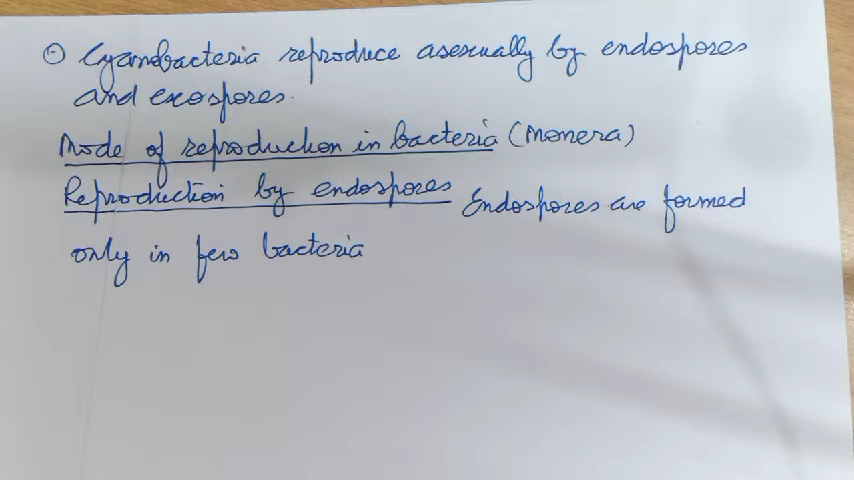 ⊖ Cyanobacteria reproduce asexually by endospores
and exospores.
Mode of reproduction in bacteria (Monera)
Reproduction by endospores Endospores are formed
only in few bacteria